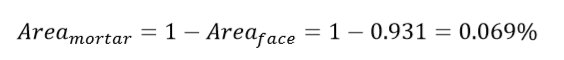 Area_mortar = 1 − Area_face = 1 − 0.931 = 0.069%